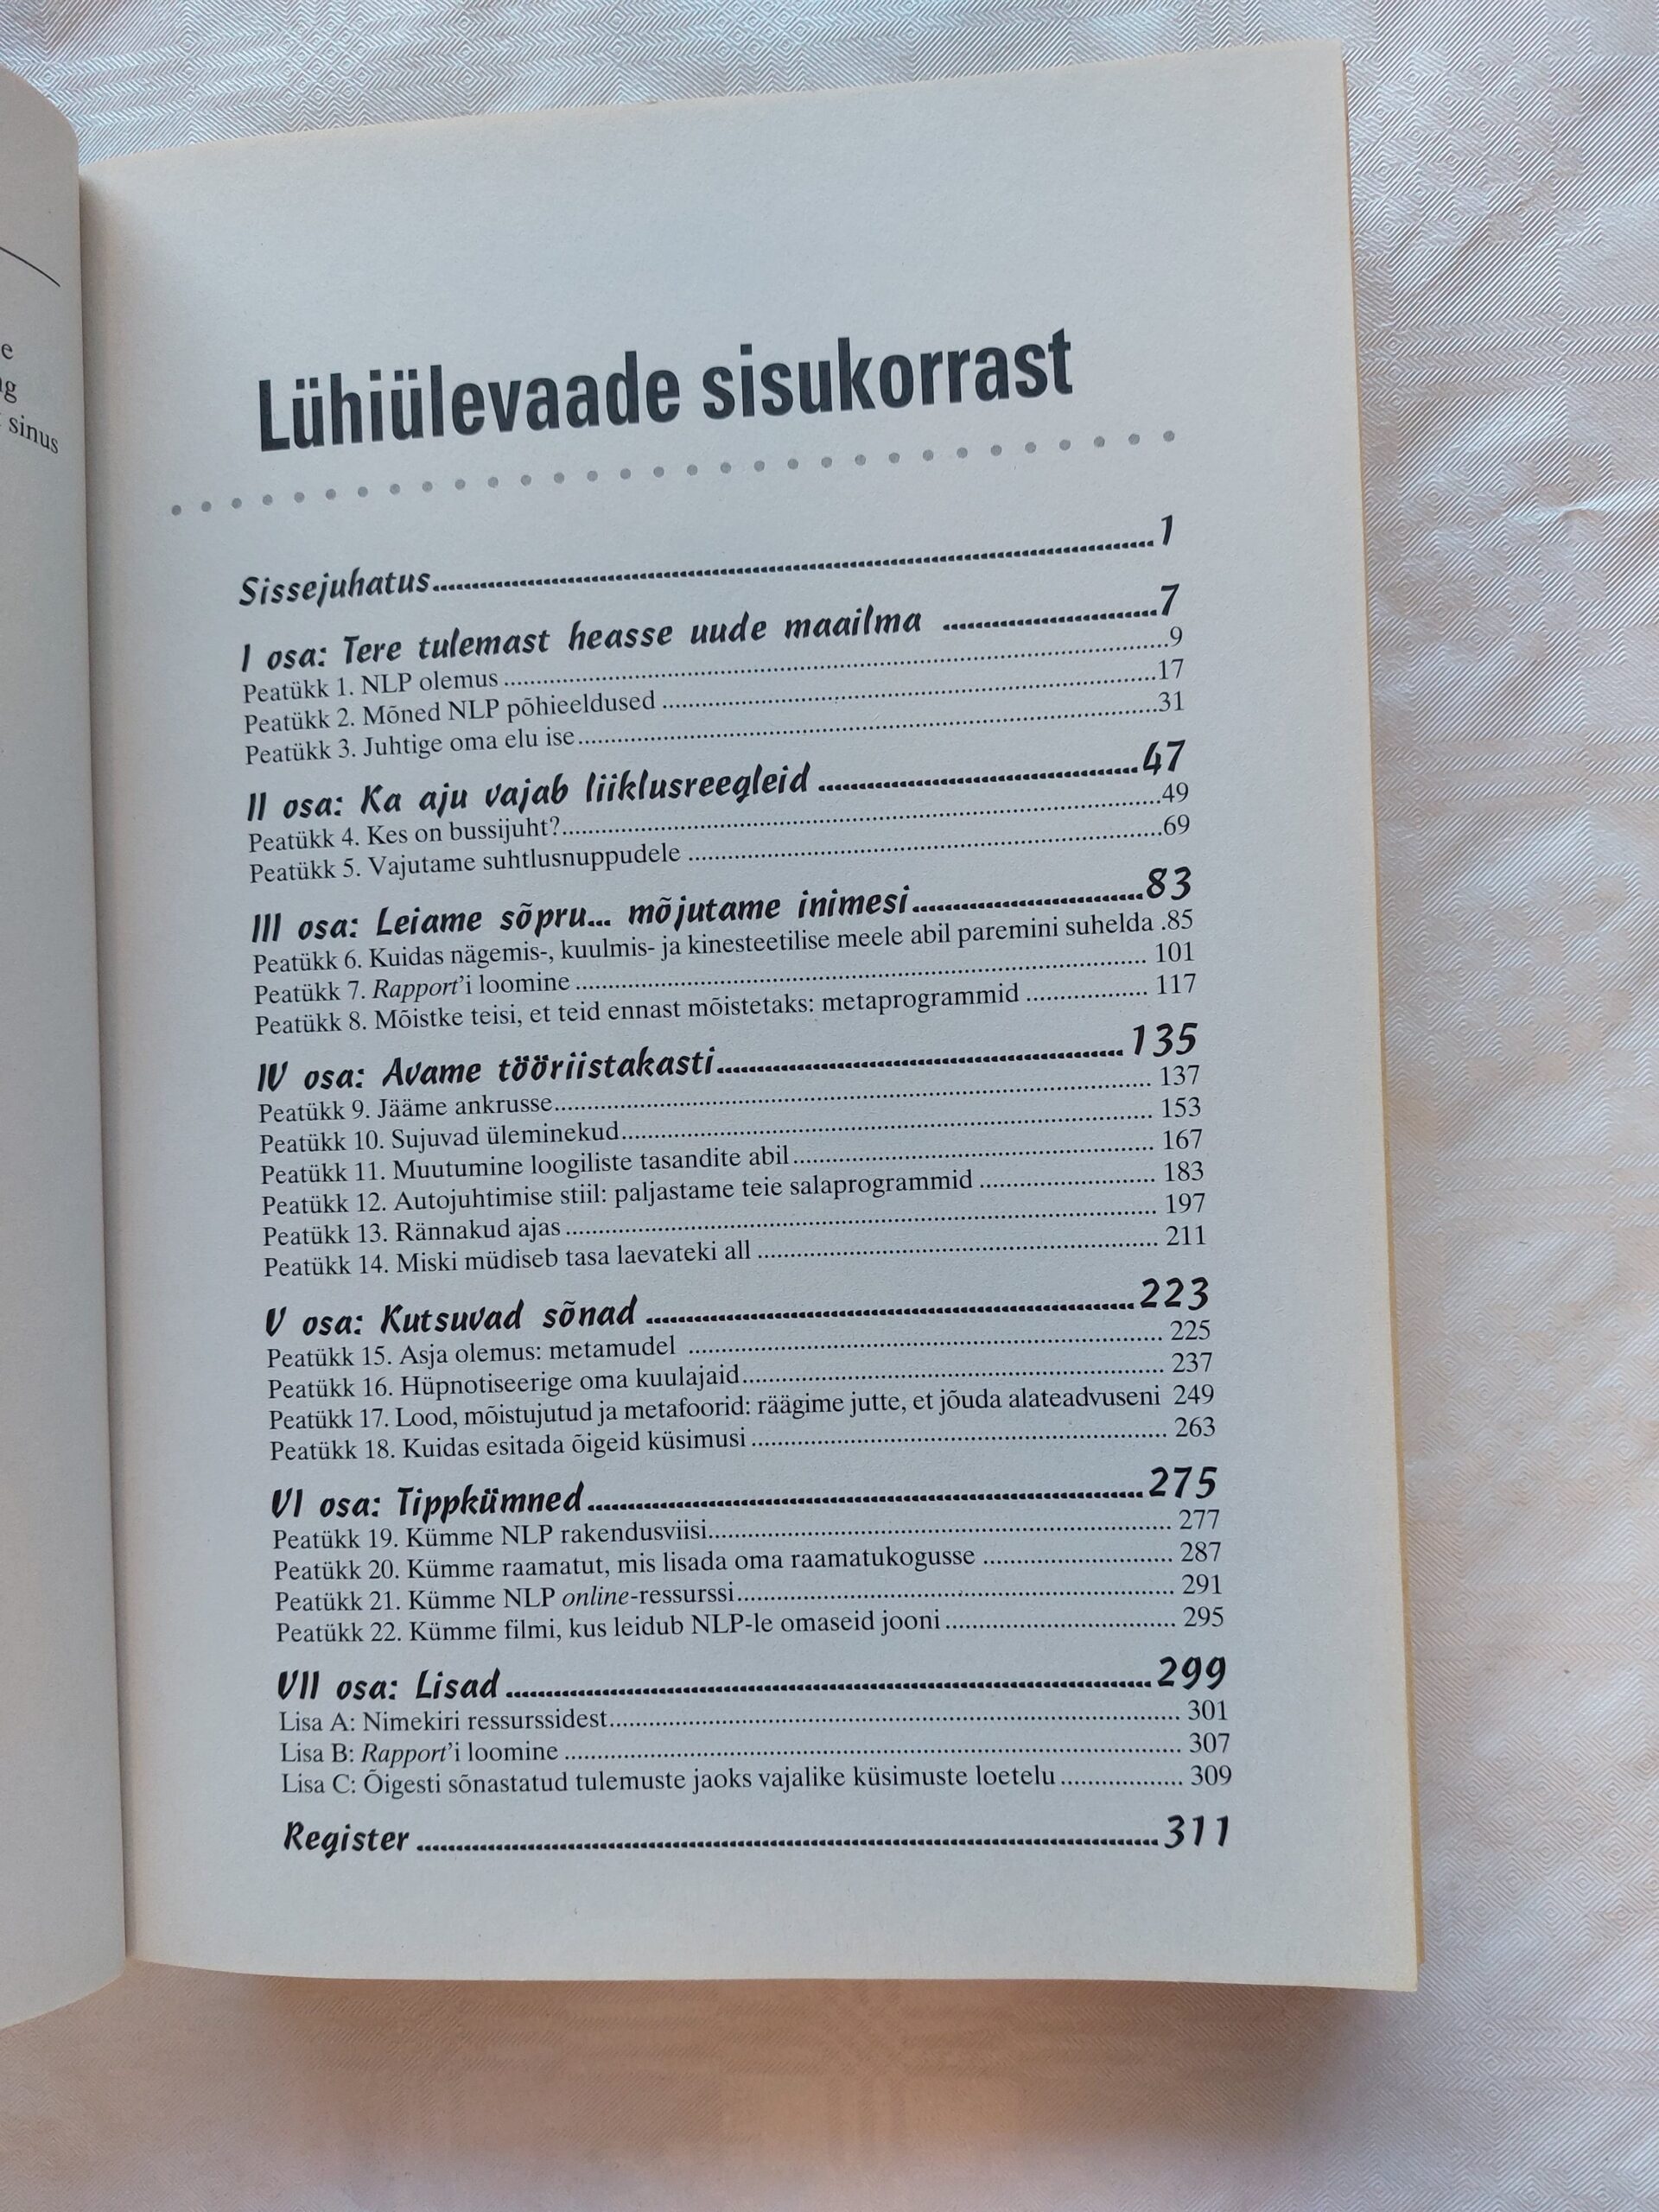 e
g
sinus
Lühiülevaade sisukorrast
Sissejuhatus 1
I osa: Tere tulemast heasse uude maailma 7
Peatükk 1. NLP olemus 9
Peatükk 2. Mõned NLP põhieeldused 17
Peatükk 3. Juhtige oma elu ise 31
II osa: Ka aju vajab liiklusreegleid 47
Peatükk 4. Kes on bussijuht? 49
Peatükk 5. Vajutame suhtlusnuppudele 69
III osa: Leiame sõpru... mõjutame inimesi 83
Peatükk 6. Kuidas nägemis-, kuulmis- ja kinesteetilise meele abil paremini suhelda .85
Peatükk 7. Rapport'i loomine 101
Peatükk 8. Mõistke teisi, et teid ennast mõistetaks: metaprogrammid 117
IV osa: Avame tööriistakasti 135
Peatükk 9. Jääme ankrusse 137
Peatükk 10. Sujuvad üleminekud 153
Peatükk 11. Muutumine loogiliste tasandite abil 167
Peatükk 12. Autojuhtimise stiil: paljastame teie salaprogrammid 183
Peatükk 13. Rännakud ajas 197
Peatükk 14. Miski müdiseb tasa laevateki all 211
V osa: Kutsuvad sõnad 223
Peatükk 15. Asja olemus: metamudel 225
Peatükk 16. Hüpnotiseerige oma kuulajaid 237
Peatükk 17. Lood, mõistujutud ja metafoorid: räägime jutte, et jõuda alateadvuseni 249
Peatükk 18. Kuidas esitada õigeid küsimusi 263
VI osa: Tippkümned 275
Peatükk 19. Kümme NLP rakendusviisi 277
Peatükk 20. Kümme raamatut, mis lisada oma raamatukogusse 287
Peatükk 21. Kümme NLP online-ressurssi 291
Peatükk 22. Kümme filmi, kus leidub NLP-le omaseid jooni 295
VII osa: Lisad 299
Lisa A: Nimekiri ressurssidest 301
Lisa B: Rapport'i loomine 307
Lisa C: Õigesti sõnastatud tulemuste jaoks vajalike küsimuste loetelu 309
Register 311